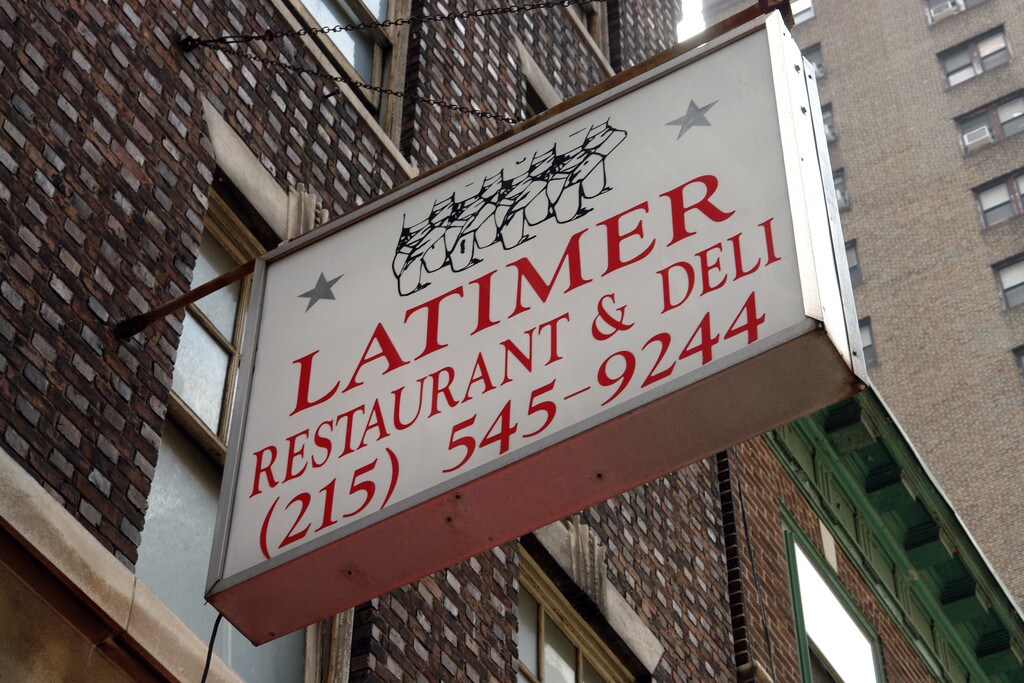 LATIMER
RESTAURANT & DELI
(215) 545-9244